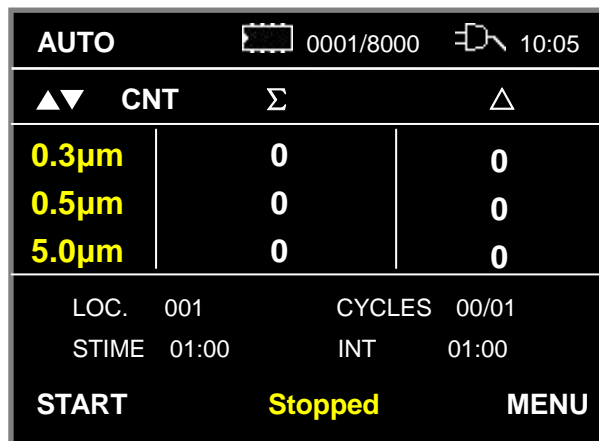 AUTO 0001/8000 10:05
▲▼ CNT Σ △
0.3µm 0 0
0.5µm 0 0
5.0µm 0 0
LOC. 001 CYCLES 00/01
STIME 01:00 INT 01:00
START Stopped MENU